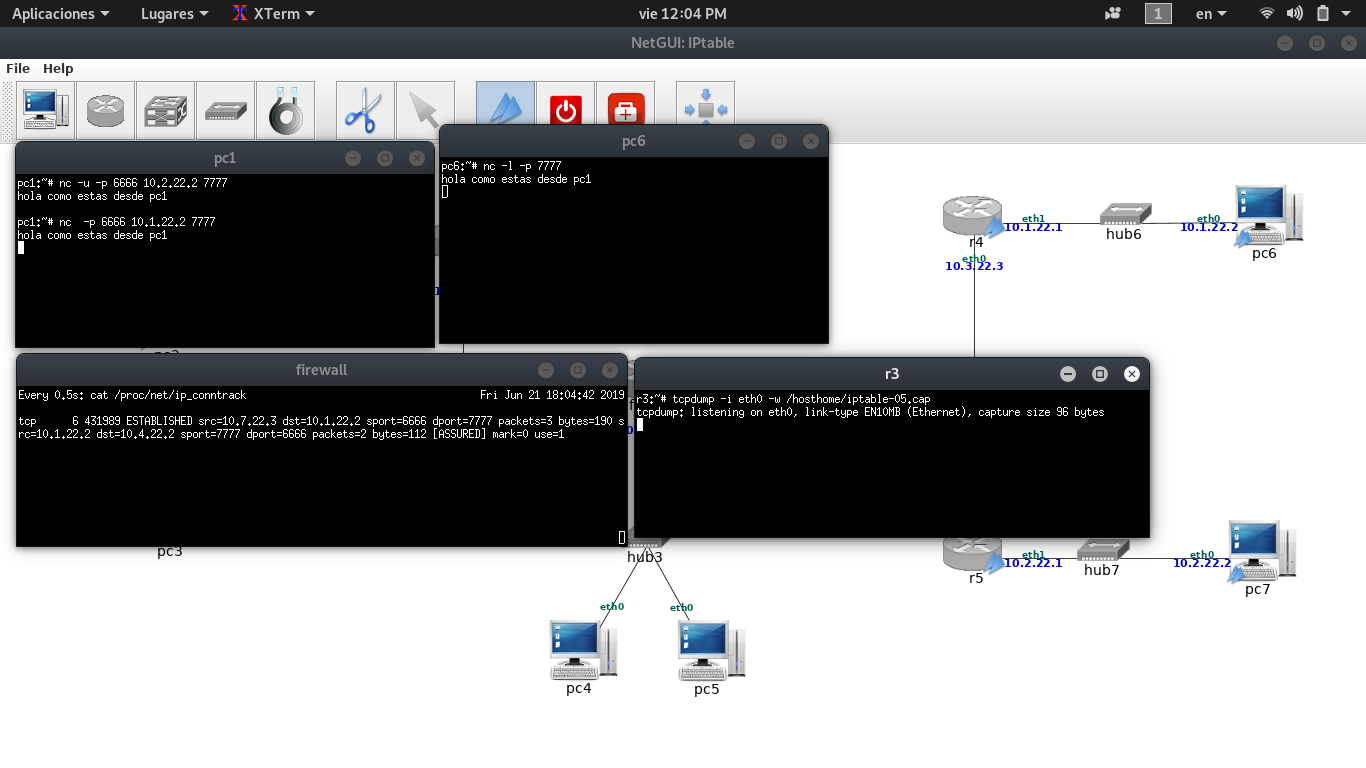 Aplicaciones Lugares XTerm vie 12:04 PM 1 en
NetGUI: IPtable
File Help
pc1
pc1:~# nc -u -p 6666 10.2.22.2 7777
hola como estas desde pc1
pc1:~# nc  -p 6666 10.1.22.2 7777
hola como estas desde pc1
pc6
pc6:~# nc -l -p 7777
hola como estas desde pc1
r4
eth1
10.1.22.1
hub6
eth0
10.1.22.2
pc6
eth0
10.3.22.3
firewall
Every 0.5s: cat /proc/net/ip_conntrack Fri Jun 21 18:04:42 2019
tcp      6 431989 ESTABLISHED src=10.7.22.3 dst=10.1.22.2 sport=6666 dport=7777 packets=3 bytes=190 s
rc=10.1.22.2 dst=10.4.22.2 sport=7777 dport=6666 packets=2 bytes=112 [ASSURED] mark=0 use=1
r3
r3:~# tcpdump -i eth0 -w /hosthome/iptable-05.cap
tcpdump: listening on eth0, link-type EN10MB (Ethernet), capture size 96 bytes
pc3
hub3
eth0
eth0
pc4
pc5
r5
eth1
10.2.22.1
hub7
eth0
10.2.22.2
pc7